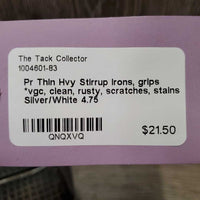 The Tack Collector
1004601-83
Pr Thin Hvy Stirrup Irons, grips
*vgc, clean, rusty, scratches, stains
Silver/White 4.75
$21.50
QNQXVQ